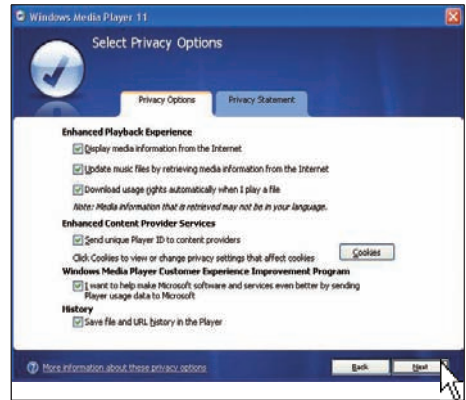 Windows Media Player 11
Select Privacy Options
Privacy Options
Privacy Statement
Enhanced Playback Experience
Display media information from the Internet
Update music files by retrieving media information from the Internet
Download usage rights automatically when I play a file
Note: Media information that is retrieved may not be in your language.
Enhanced Content Provider Services
Send unique Player ID to content providers
Click Cookies to view or change privacy settings that affect cookies
Cookies
Windows Media Player Customer Experience Improvement Program
I want to help make Microsoft software and services even better by sending
Player usage data to Microsoft
History
Save file and URL history in the Player
More information about these privacy options
Back
Next